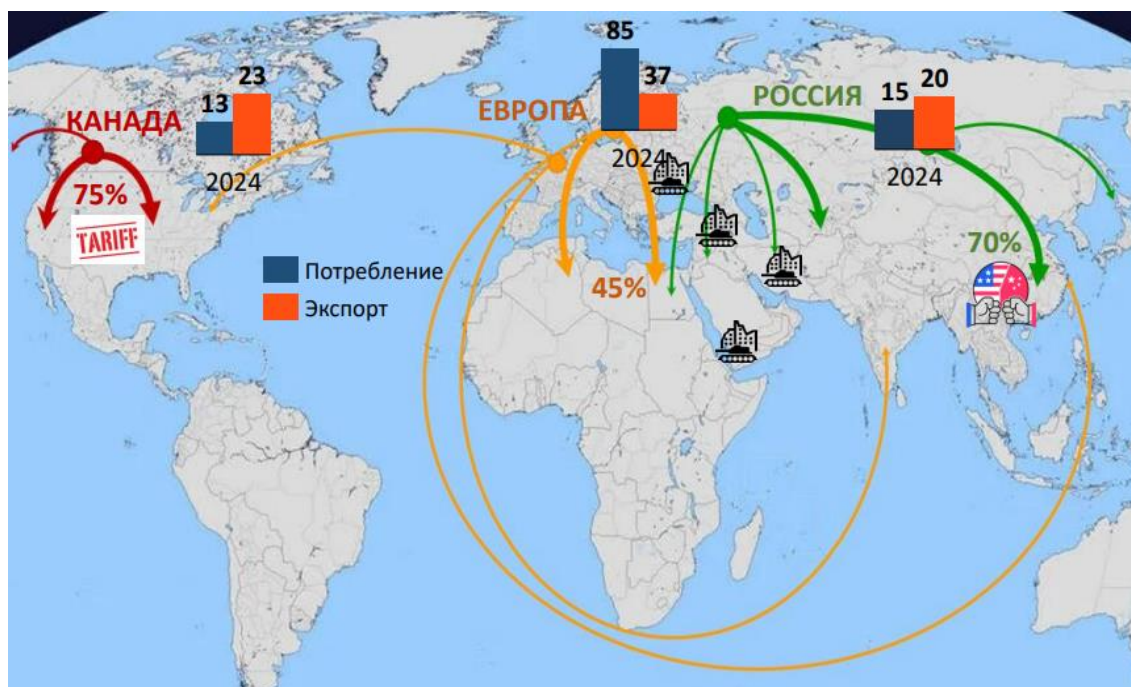 85
37
23
13
КАНАДА
ЕВРОПА
РОССИЯ
15
20
2024
2024
2024
75%
TARIFF
70%
45%
Потребление
Экспорт